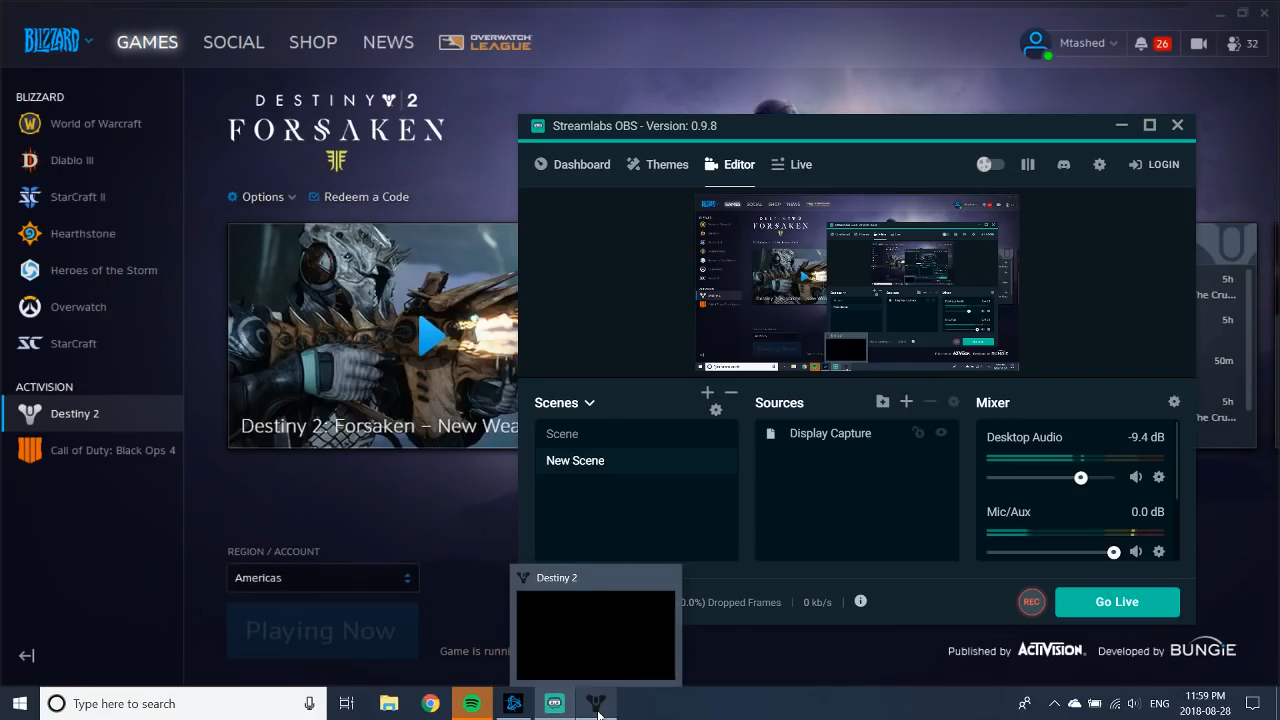 BLIZZARD
GAMES
SOCIAL
SHOP
NEWS
OVERWATCH
LEAGUE
Mtashed
26
32
BLIZZARD
World of Warcraft
Diablo III
StarCraft II
Hearthstone
Heroes of the Storm
Overwatch
StarCraft
ACTIVISION
Destiny 2
Call of Duty: Black Ops 4
DESTINY 2
FORSAKEN
Options
Redeem a Code
Destiny 2: Forsaken – New Wea
5h
The Cru...
5h
50m
5h
The Cru...
REGION / ACCOUNT
Americas
Playing Now
Game is runni
Published by ACTIVISION. Developed by BUNGiE
Streamlabs OBS - Version: 0.9.8
Dashboard
Themes
Editor
Live
LOGIN
Scenes
Scene
New Scene
Sources
Display Capture
Mixer
Desktop Audio -9.4 dB
Mic/Aux 0.0 dB
0.0%) Dropped Frames
0 kb/s
REC
Go Live
Destiny 2
Type here to search
11:59 PM
2018-08-28